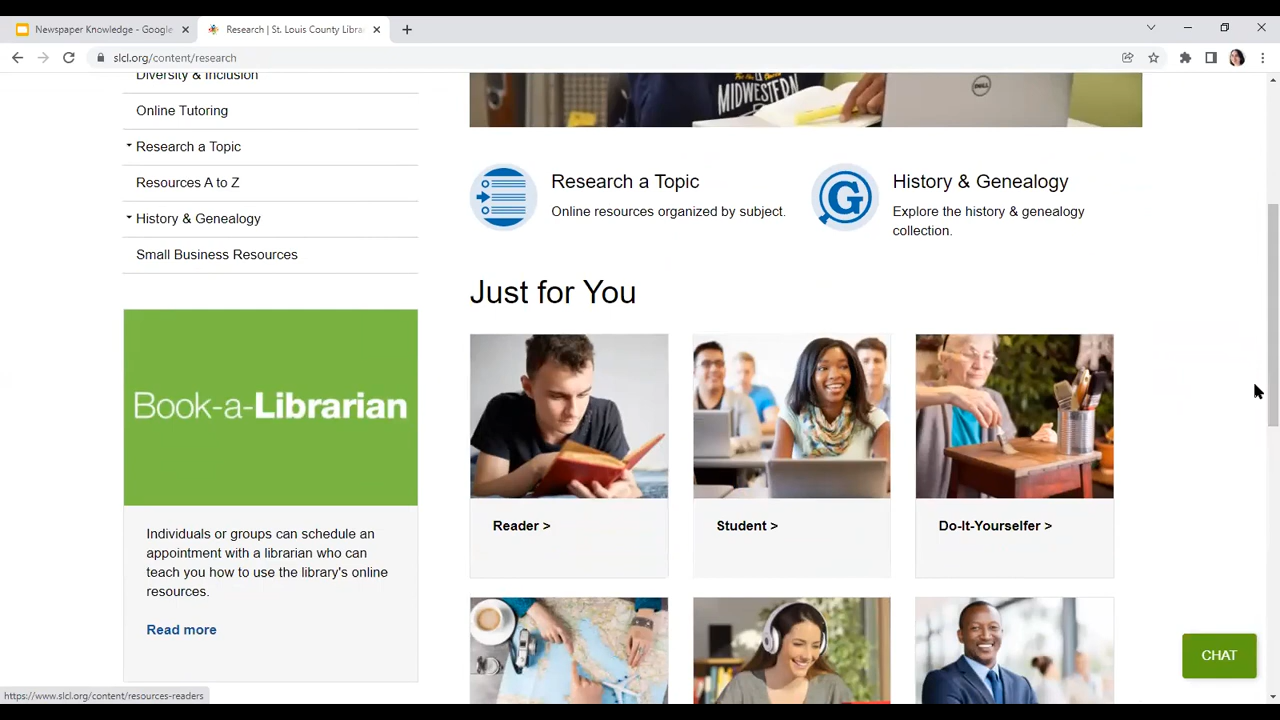 Newspaper Knowledge - Google
Research | St. Louis County Libra
slcl.org/content/research
Diversity & Inclusion
Online Tutoring
Research a Topic
Resources A to Z
History & Genealogy
Small Business Resources
Book-a-Librarian
Individuals or groups can schedule an
appointment with a librarian who can
teach you how to use the library's online
resources.
Read more
MIDWESTERN
DELL
Research a Topic
Online resources organized by subject.
G
History & Genealogy
Explore the history & genealogy
collection.
Just for You
Reader >
Student >
Do-It-Yourselfer >
CHAT
https://www.slcl.org/content/resources-readers